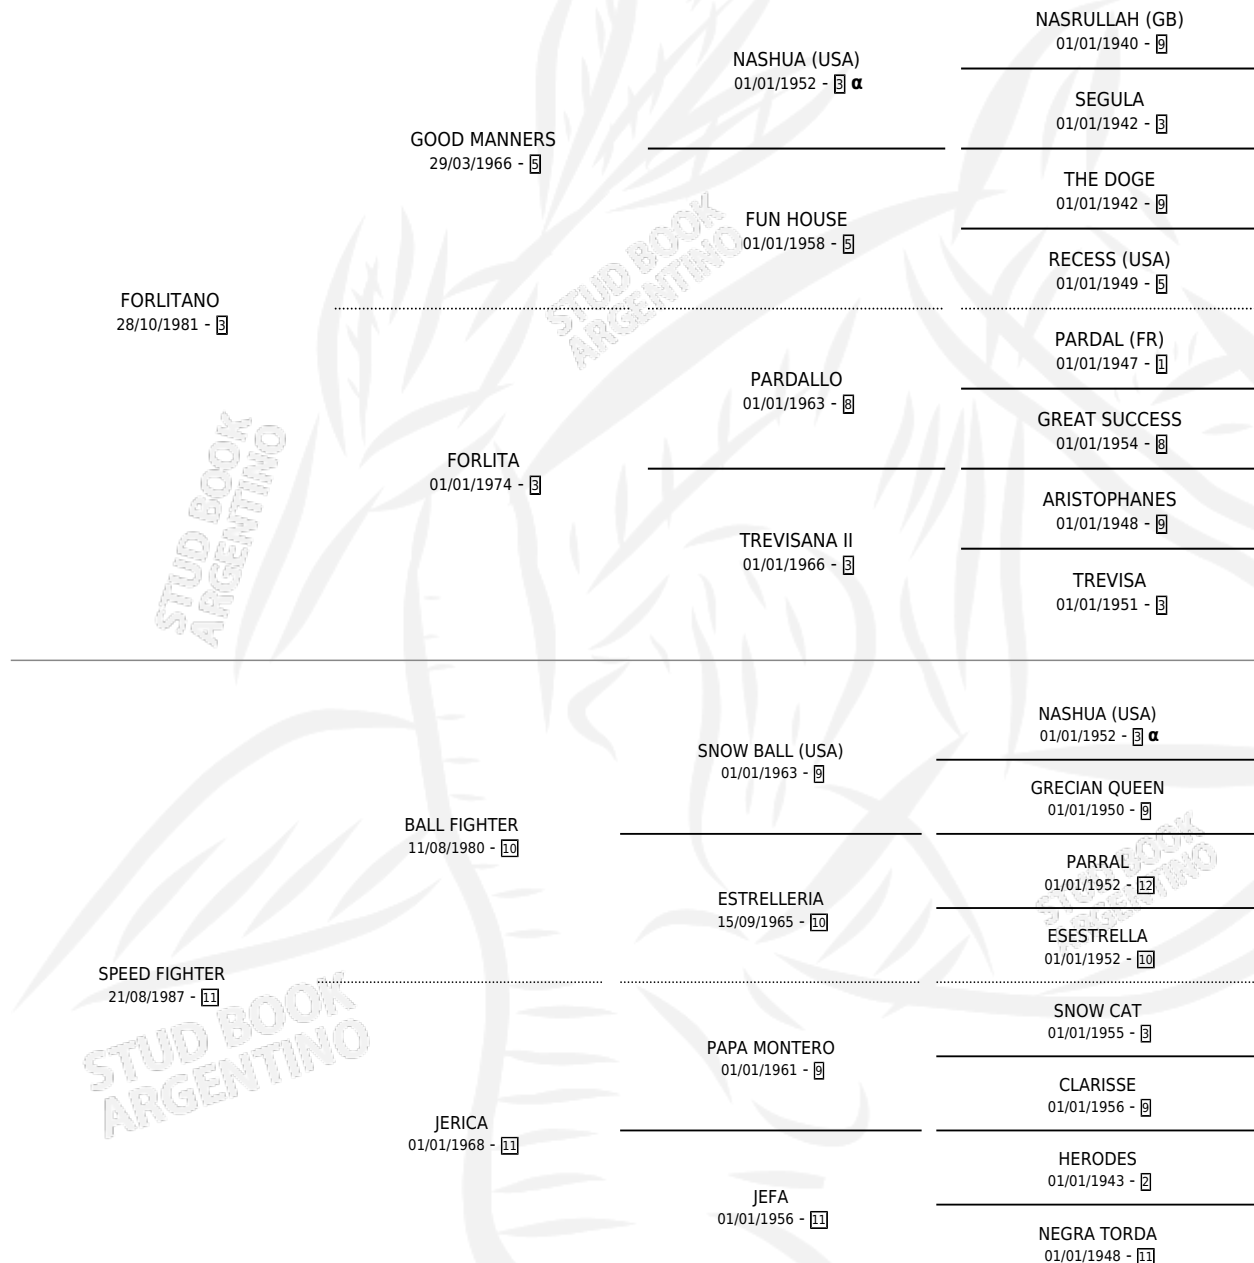 NASRULLAH (GB)
01/01/1940 - 9
NASHUA (USA)
01/01/1952 - 3 α
SEGULA
01/01/1942 - 3
GOOD MANNERS
29/03/1966 - 5
THE DOGE
01/01/1942 - 9
FUN HOUSE
01/01/1958 - 5
RECESS (USA)
01/01/1949 - 5
FORLITANO
28/10/1981 - 3
PARDAL (FR)
01/01/1947 - 1
PARDALLO
01/01/1963 - 8
GREAT SUCCESS
01/01/1954 - 8
FORLITA
01/01/1974 - 3
ARISTOPHANES
01/01/1948 - 9
TREVISANA II
01/01/1966 - 3
TREVISA
01/01/1951 - 3
STUD BOOK
ARGENTINO
STUD BOOK
ARGENTINO
NASHUA (USA)
01/01/1952 - 3 α
SNOW BALL (USA)
01/01/1963 - 9
GRECIAN QUEEN
01/01/1950 - 9
BALL FIGHTER
11/08/1980 - 10
PARRAL
01/01/1952 - 12
ESTRELLERIA
15/09/1965 - 10
ESESTRELLA
01/01/1952 - 10
STUD BOOK
ARGENTINO
SPEED FIGHTER
21/08/1987 - 11
SNOW CAT
01/01/1955 - 3
PAPA MONTERO
01/01/1961 - 9
CLARISSE
01/01/1956 - 9
STUD BOOK
ARGENTINO
JERICA
01/01/1968 - 11
HERODES
01/01/1943 - 2
JEFA
01/01/1956 - 11
NEGRA TORDA
01/01/1948 - 11